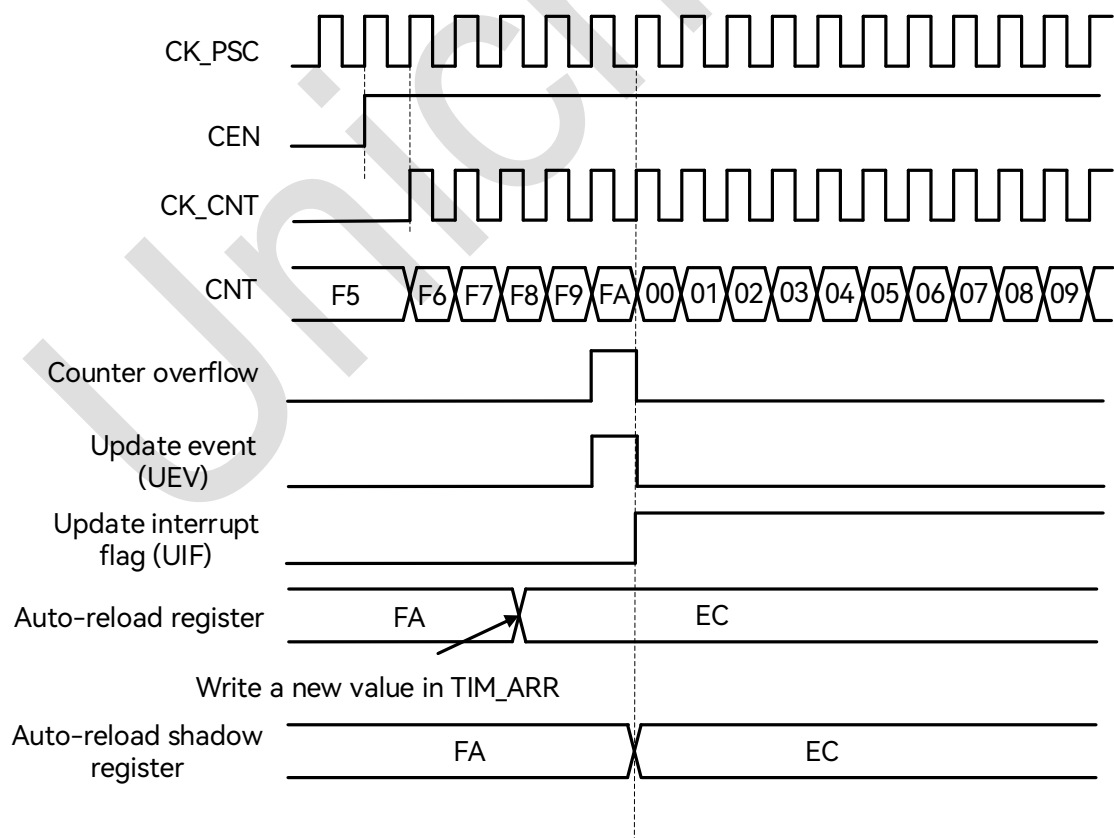 CK_PSC
CEN
CK_CNT
CNT
F5 F6 F7 F8 F9 FA 00 01 02 03 04 05 06 07 08 09
Counter overflow
Update event
(UEV)
Update interrupt
flag (UIF)
Auto-reload register
FA EC
Write a new value in TIM_ARR
Auto-reload shadow
register
FA EC